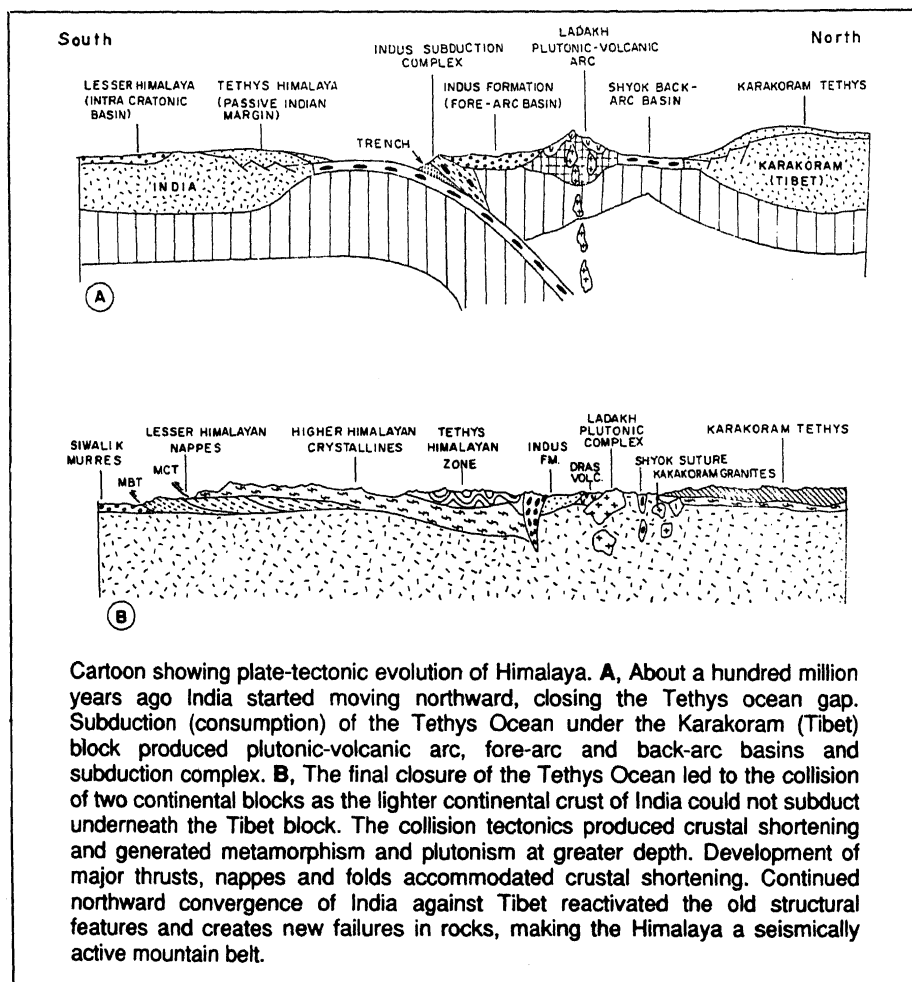 South
North
LADAKH
PLUTONIC-VOLCANIC
ARC
INDUS SUBDUCTION
COMPLEX
LESSER HIMALAYA
(INTRA CRATONIC
BASIN)
TETHYS HIMALAYA
(PASSIVE INDIAN
MARGIN)
INDUS FORMATION
(FORE-ARC BASIN)
SHYOK BACK-
ARC BASIN
KARAKORAM TETHYS
TRENCH
INDIA
KARAKORAM
(TIBET)
A
SIWALIK
MURRES
LESSER HIMALAYAN
NAPPES
HIGHER HIMALAYAN
CRYSTALLINES
TETHYS
HIMALAYAN
ZONE
INDUS
FM.
LADAKH
PLUTONIC
COMPLEX
DRAS
VOLC.
SHYOK SUTURE
KAKAKORAM GRANITES
KARAKORAM TETHYS
MBT
MCT
B
Cartoon showing plate-tectonic evolution of Himalaya. A, About a hundred million
years ago India started moving northward, closing the Tethys ocean gap.
Subduction (consumption) of the Tethys Ocean under the Karakoram (Tibet)
block produced plutonic-volcanic arc, fore-arc and back-arc basins and
subduction complex. B, The final closure of the Tethys Ocean led to the collision
of two continental blocks as the lighter continental crust of India could not subduct
underneath the Tibet block. The collision tectonics produced crustal shortening
and generated metamorphism and plutonism at greater depth. Development of
major thrusts, nappes and folds accommodated crustal shortening. Continued
northward convergence of India against Tibet reactivated the old structural
features and creates new failures in rocks, making the Himalaya a seismically
active mountain belt.